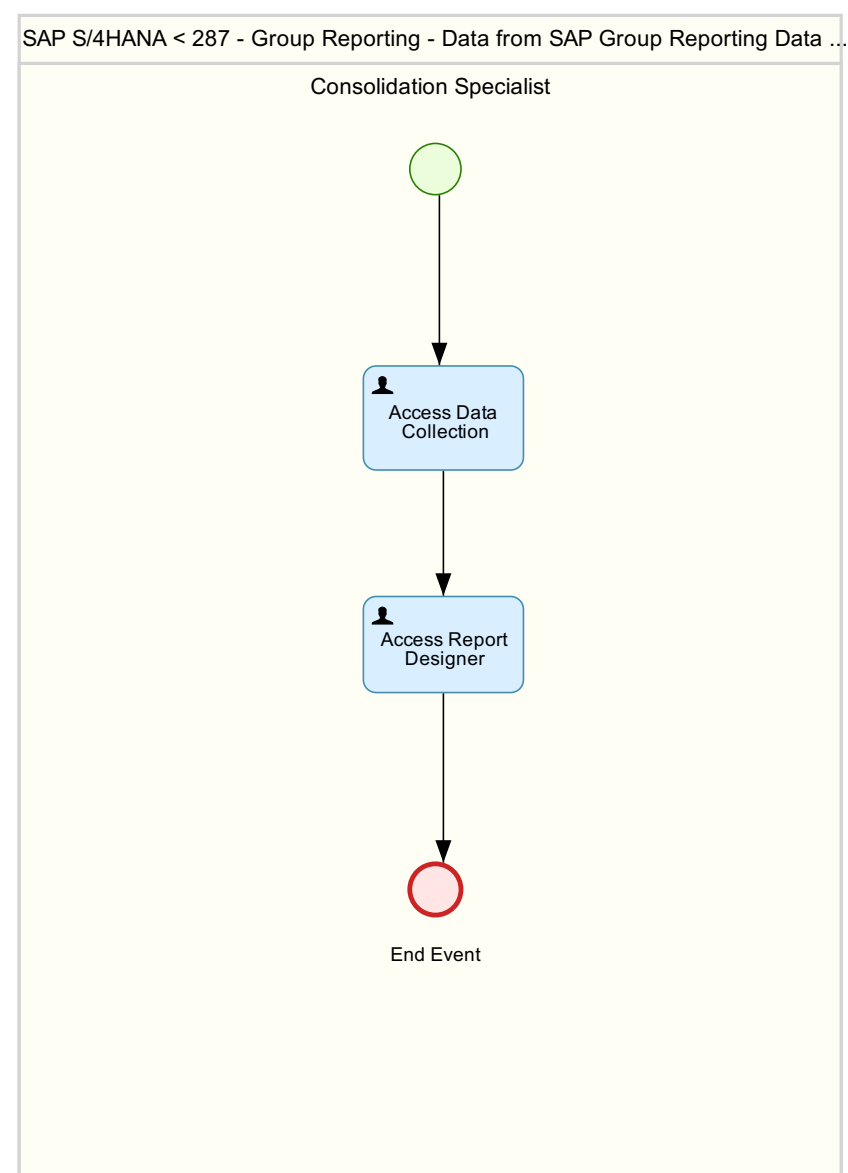 SAP S/4HANA < 287 - Group Reporting - Data from SAP Group Reporting Data ...
Consolidation Specialist
Access Data
Collection
Access Report
Designer
End Event